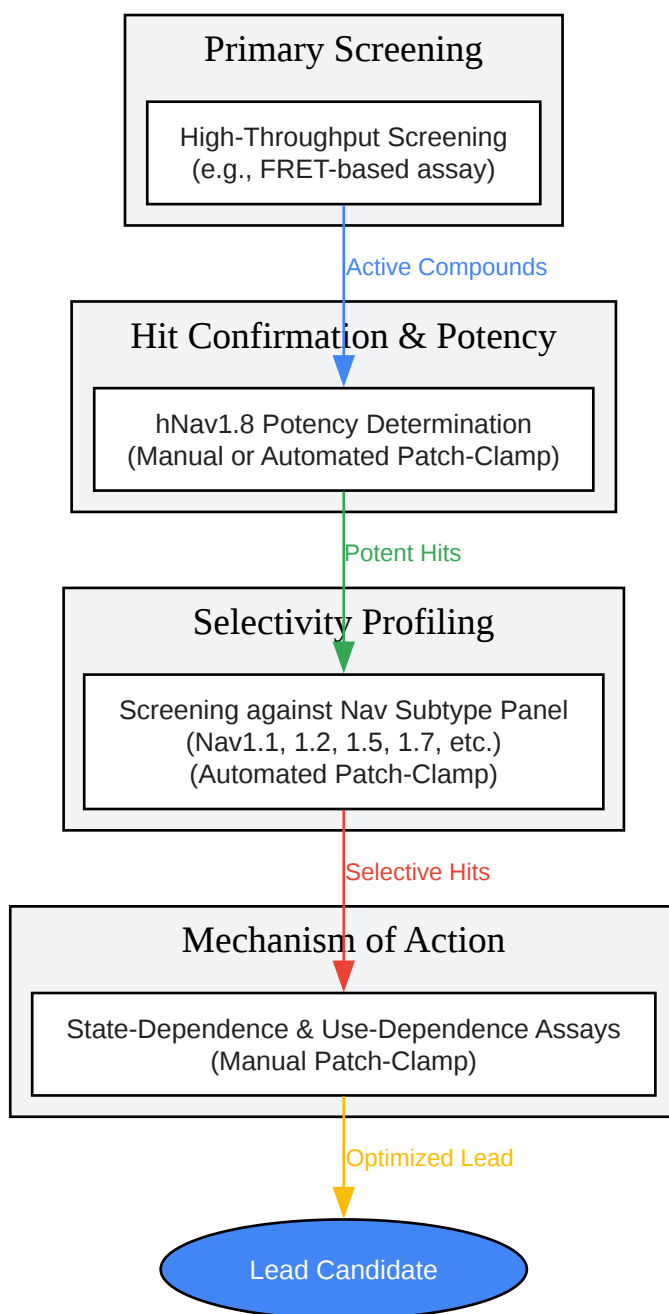 Primary Screening
High-Throughput Screening
(e.g., FRET-based assay)
Active Compounds
Hit Confirmation & Potency
hNav1.8 Potency Determination
(Manual or Automated Patch-Clamp)
Potent Hits
Selectivity Profiling
Screening against Nav Subtype Panel
(Nav1.1, 1.2, 1.5, 1.7, etc.)
(Automated Patch-Clamp)
Selective Hits
Mechanism of Action
State-Dependence & Use-Dependence Assays
(Manual Patch-Clamp)
Optimized Lead
Lead Candidate